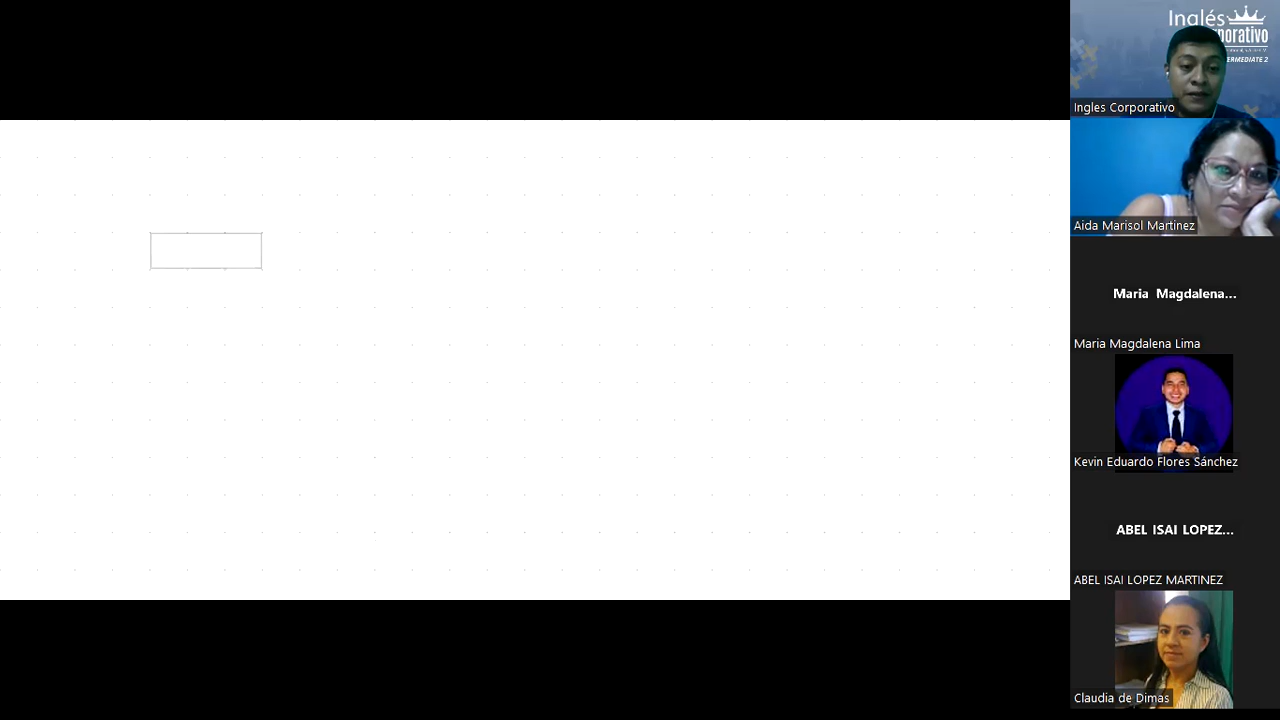 Inglés
porativo
ERMEDIATE 2
Ingles Corporativo
Aida Marisol Martinez
Maria Magdalena...
Maria Magdalena Lima
Kevin Eduardo Flores Sánchez
ABEL ISAI LOPEZ...
ABEL ISAI LOPEZ MARTINEZ
Claudia de Dimas